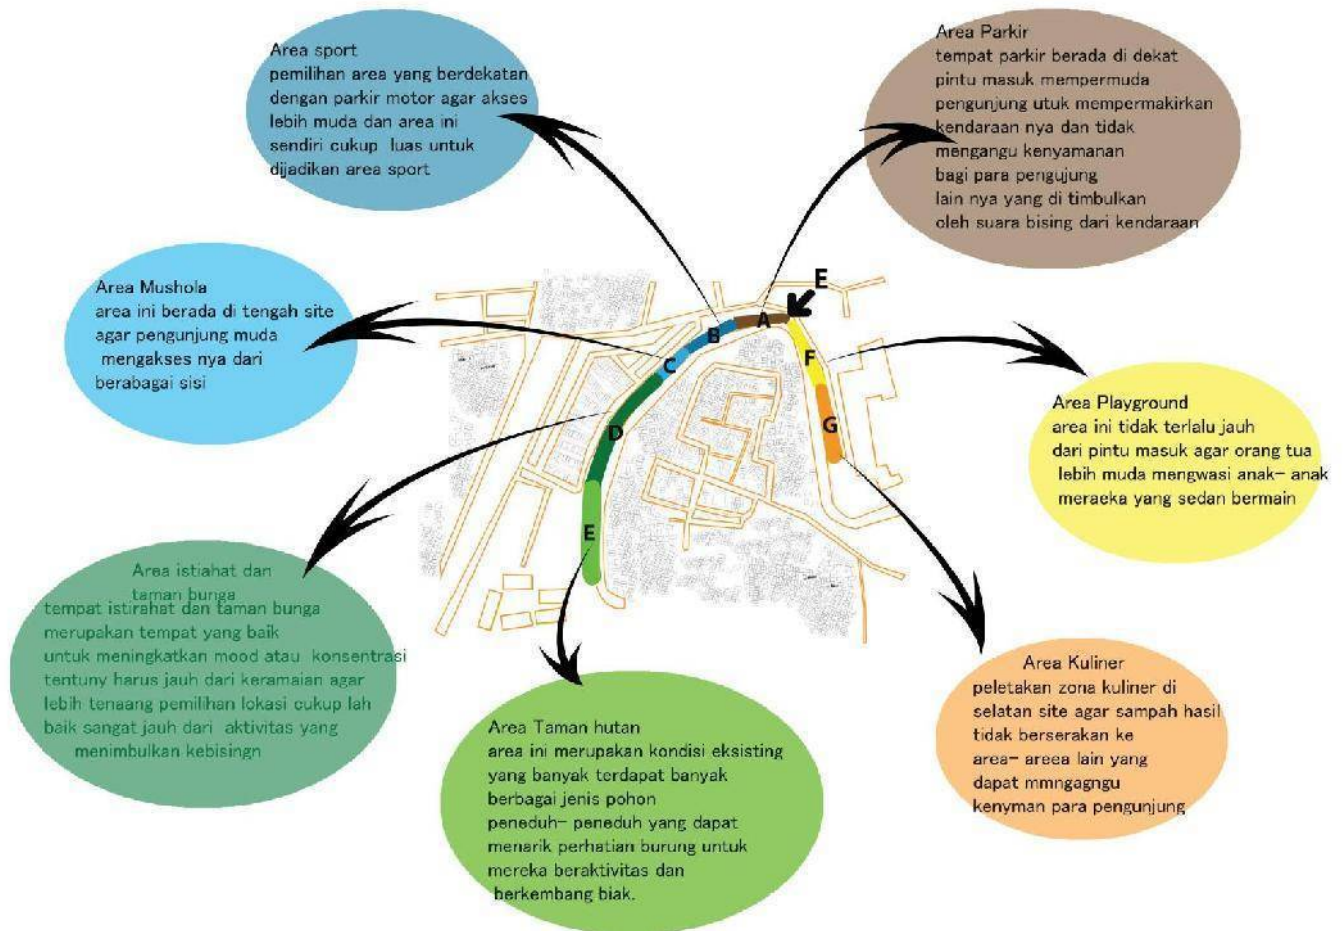 Area sport
pemilihan area yang berdekatan
dengan parkir motor agar akses
lebih muda dan area ini
sendiri cukup luas untuk
dijadikan area sport
Area Parkir
tempat parkir berada di dekat
pintu masuk mempermuda
pengunjung utuk mempermakirkan
kendaraan nya dan tidak
mengangu kenyamanan
bagi para pengujung
lain nya yang di timbulkan
oleh suara bising dari kendaraan
Area Mushola
area ini berada di tengah site
agar pengunjung muda
mengakses nya dari
berabagai sisi
E
A
B
C
D
E
F
G
Area Playground
area ini tidak terlalu jauh
dari pintu masuk agar orang tua
lebih muda mengwasi anak- anak
meraeka yang sedan bermain
Area istiahat dan
taman bunga
tempat istirahat dan taman bunga
merupakan tempat yang baik
untuk meningkatkan mood atau konsentrasi
tentuny harus jauh dari keramaian agar
lebih tenaang pemilihan lokasi cukup lah
baik sangat jauh dari aktivitas yang
menimbulkan kebisingn
Area Taman hutan
area ini merupakan kondisi eksisting
yang banyak terdapat banyak
berbagai jenis pohon
peneduh- peneduh yang dapat
menarik perhatian burung untuk
mereka beraktivitas dan
berkembang biak.
Area Kuliner
peletakan zona kuliner di
selatan site agar sampah hasil
tidak berserakan ke
area- areea lain yang
dapat mmngagngu
kenyman para pengunjung